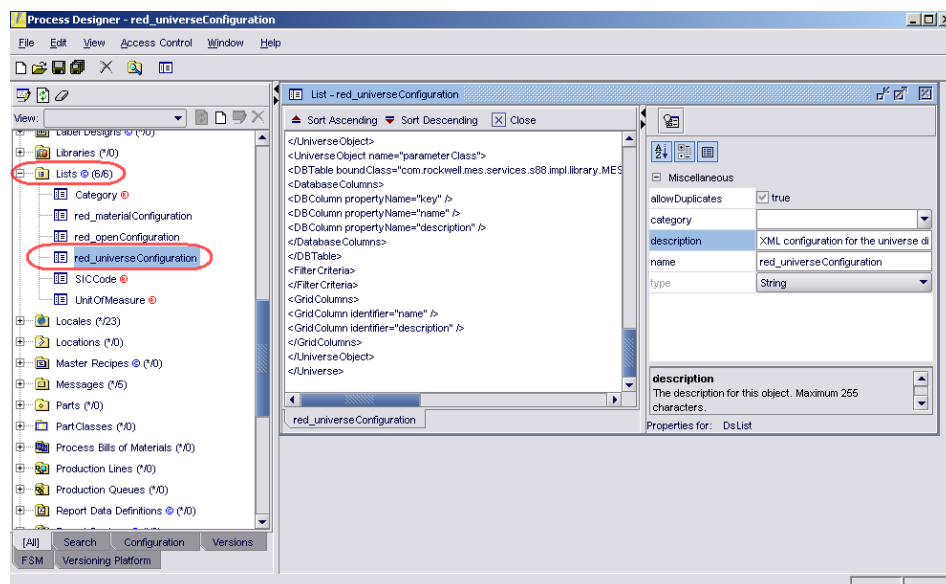 Process Designer - red_universeConfiguration
File Edit View Access Control Window Help
View:
Label Designs © (*/0)
Libraries (*/0)
Lists © (6/6)
Category ©
red_materialConfiguration
red_openConfiguration
red_universeConfiguration
SICCode ©
UnitOfMeasure ©
Locales (*/23)
Locations (*/0)
Master Recipes © (*/0)
Messages (*/5)
Parts (*/0)
PartClasses (*/0)
Process Bills of Materials (*/0)
Production Lines (*/0)
Production Queues (*/0)
Report Data Definitions © (*/0)
[All] Search Configuration Versions
FSM Versioning Platform
List - red_universeConfiguration
Sort Ascending Sort Descending Close
</UniverseObject>
<UniverseObject name="parameterClass">
<DBTable boundClass="com.rockwell.mes.services.s88.impl.library.MES
<DatabaseColumns>
<DBColumn propertyName="key" />
<DBColumn propertyName="name" />
<DBColumn propertyName="description" />
</DatabaseColumns>
</DBTable>
<FilterCriteria>
</FilterCriteria>
<GridColumns>
<GridColumn identifier="name" />
<GridColumn identifier="description" />
</GridColumns>
</UniverseObject>
</Universe>
red_universeConfiguration
Miscellaneous
allowDuplicates true
category
description XML configuration for the universe di
name red_universeConfiguration
type String
description
The description for this object. Maximum 255
characters.
Properties for: DsList